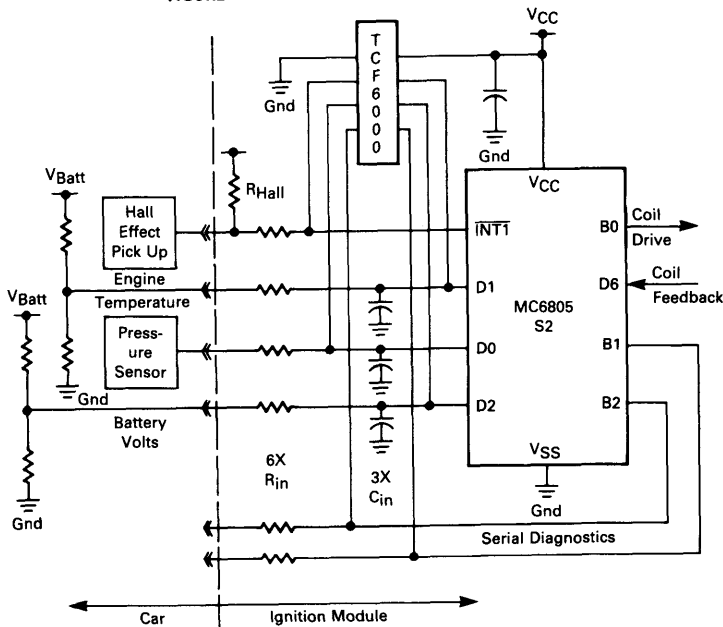 VCC
T
C
F
6
0
0
0
Gnd
Gnd
VBatt
RHall
VCC
Hall
Effect
Pick Up
INT1
B0
Coil
Drive
Engine
Temperature
D1
D6
Coil
Feedback
MC6805
S2
VBatt
Press-
ure
Sensor
D0
B1
Gnd
D2
B2
Battery
Volts
6X
Rin
3X
Cin
VSS
Gnd
Gnd
Serial Diagnostics
Car
Ignition Module